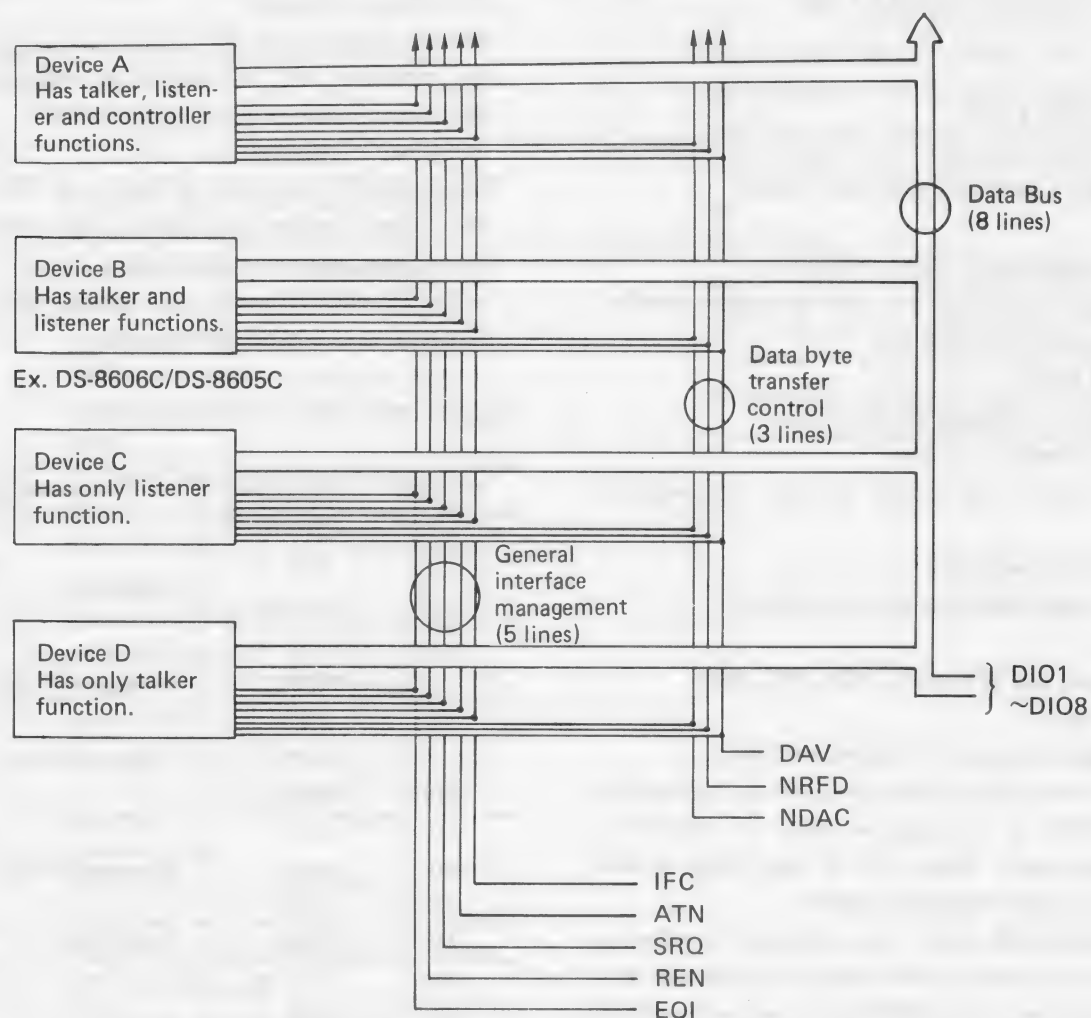 Device A
Has talker, listen-
er and controller
functions.
Data Bus
(8 lines)
Device B
Has talker and
listener functions.
Ex. DS-8606C/DS-8605C
Data byte
transfer
control
(3 lines)
Device C
Has only listener
function.
General
interface
management
(5 lines)
Device D
Has only talker
function.
DIO1
~DIO8
DAV
NRFD
NDAC
IFC
ATN
SRQ
REN
EOI